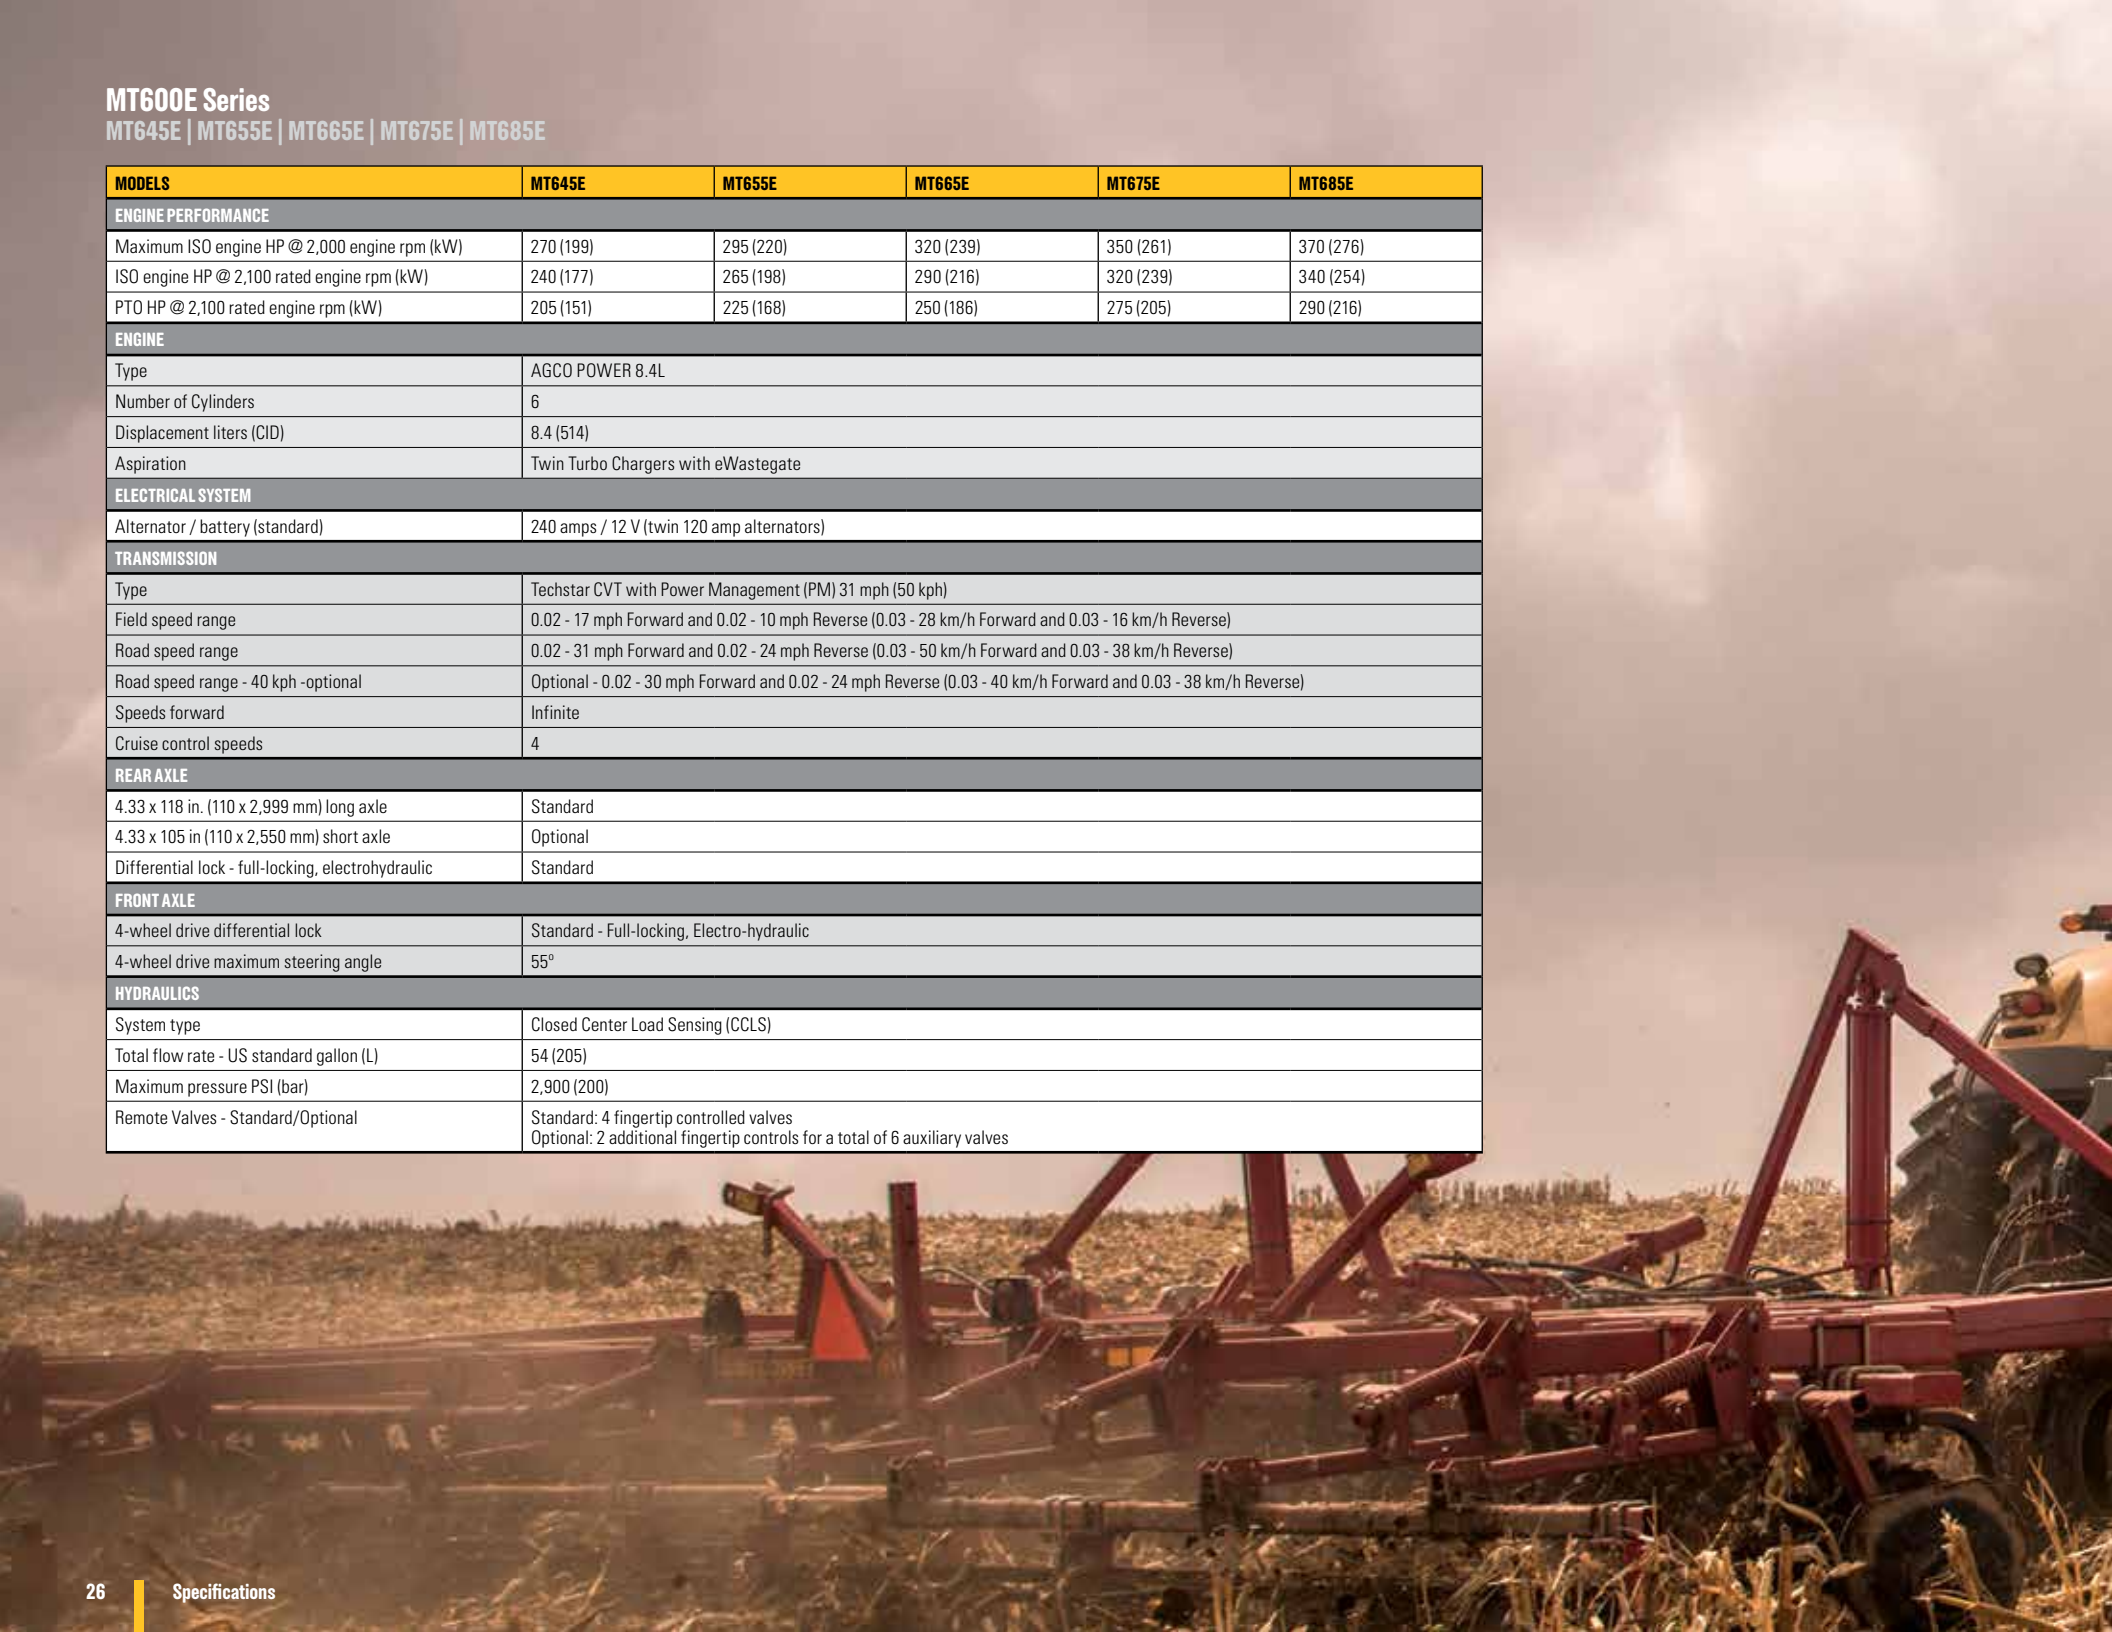 MT600E Series
MT645E | MT655E | MT665E | MT675E | MT685E
MODELS MT645E MT655E MT665E MT675E MT685E
ENGINE PERFORMANCE
Maximum ISO engine HP @ 2,000 engine rpm (kW) 270 (199) 295 (220) 320 (239) 350 (261) 370 (276)
ISO engine HP @ 2,100 rated engine rpm (kW) 240 (177) 265 (198) 290 (216) 320 (239) 340 (254)
PTO HP @ 2,100 rated engine rpm (kW) 205 (151) 225 (168) 250 (186) 275 (205) 290 (216)
ENGINE
Type AGCO POWER 8.4L
Number of Cylinders 6
Displacement liters (CID) 8.4 (514)
Aspiration Twin Turbo Chargers with eWastegate
ELECTRICAL SYSTEM
Alternator / battery (standard) 240 amps / 12 V (twin 120 amp alternators)
TRANSMISSION
Type Techstar CVT with Power Management (PM) 31 mph (50 kph)
Field speed range 0.02 - 17 mph Forward and 0.02 - 10 mph Reverse (0.03 - 28 km/h Forward and 0.03 - 16 km/h Reverse)
Road speed range 0.02 - 31 mph Forward and 0.02 - 24 mph Reverse (0.03 - 50 km/h Forward and 0.03 - 38 km/h Reverse)
Road speed range - 40 kph -optional Optional - 0.02 - 30 mph Forward and 0.02 - 24 mph Reverse (0.03 - 40 km/h Forward and 0.03 - 38 km/h Reverse)
Speeds forward Infinite
Cruise control speeds 4
REAR AXLE
4.33 x 118 in. (110 x 2,999 mm) long axle Standard
4.33 x 105 in (110 x 2,550 mm) short axle Optional
Differential lock - full-locking, electrohydraulic Standard
FRONT AXLE
4-wheel drive differential lock Standard - Full-locking, Electro-hydraulic
4-wheel drive maximum steering angle 55º
HYDRAULICS
System type Closed Center Load Sensing (CCLS)
Total flow rate - US standard gallon (L) 54 (205)
Maximum pressure PSI (bar) 2,900 (200)
Remote Valves - Standard/Optional Standard: 4 fingertip controlled valves
Optional: 2 additional fingertip controls for a total of 6 auxiliary valves
26 Specifications